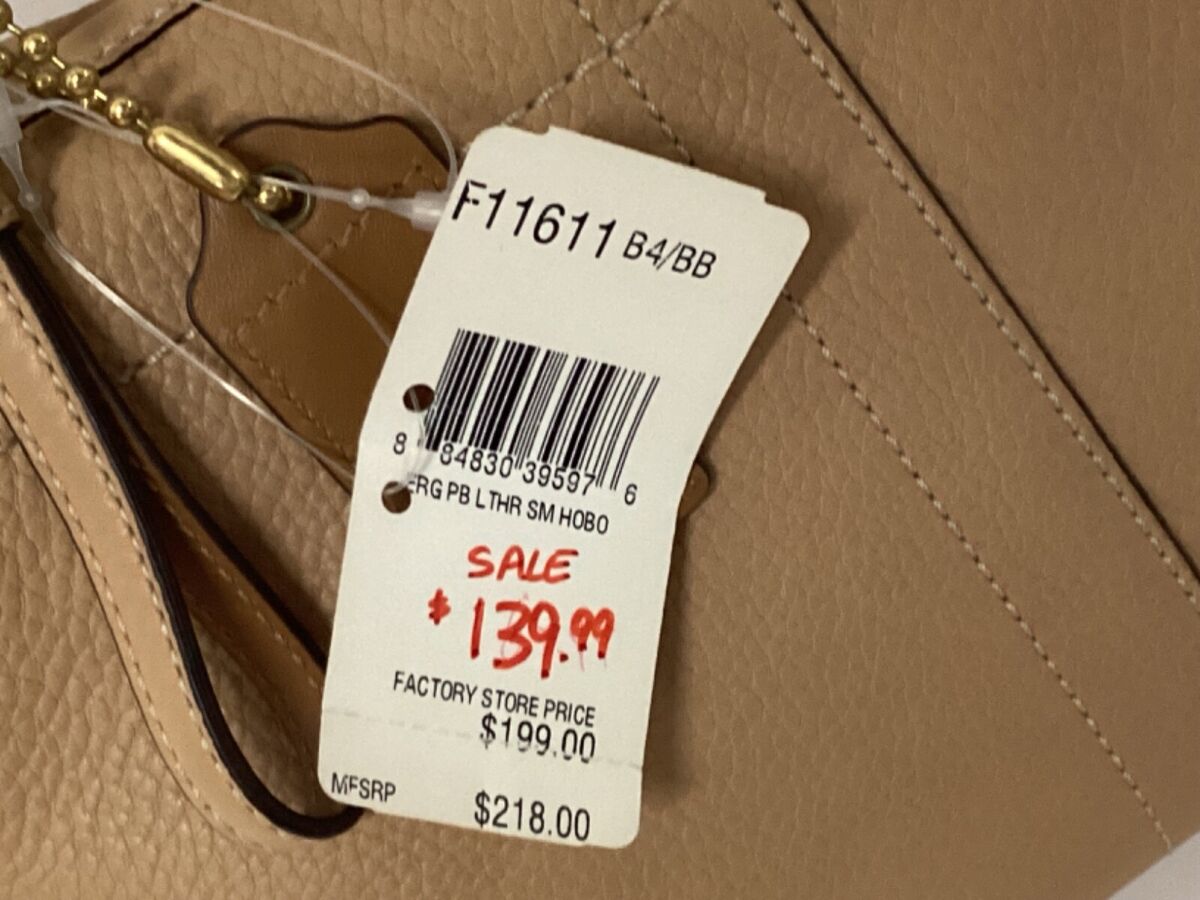 F11611 B4/BB
8 84830 39597 6
ERG PB LTHR SM HOBO
SALE
$139.99
FACTORY STORE PRICE
$199.00
MFSRP
$218.00